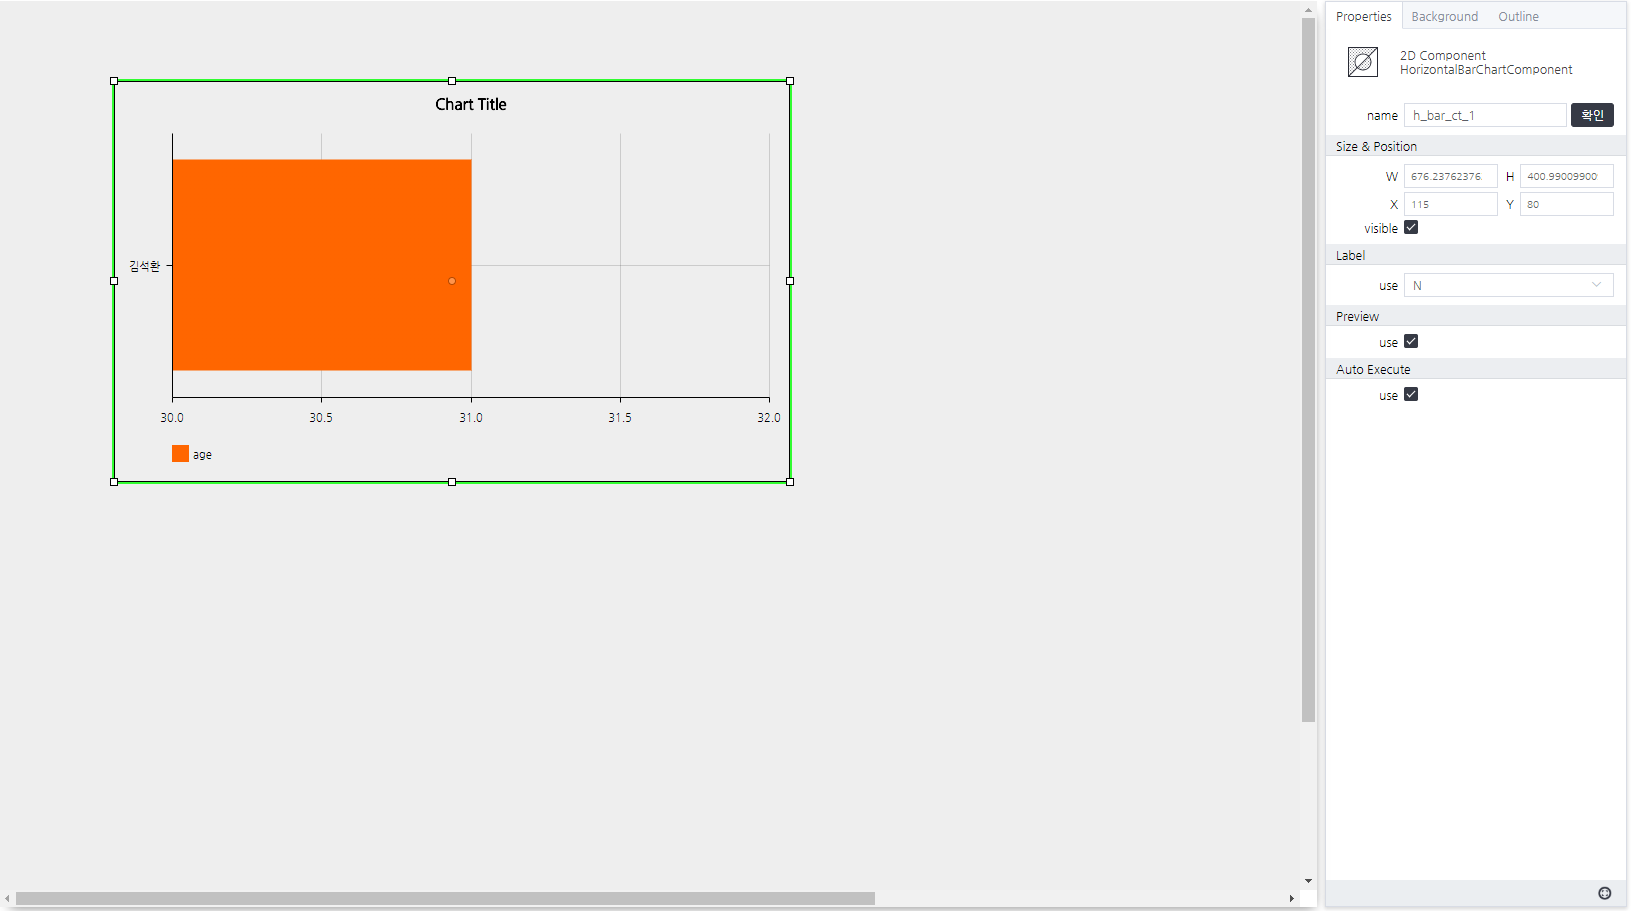 Chart Title
김석환
30.0 30.5 31.0 31.5 32.0
age
Properties Background Outline
2D Component
HorizontalBarChartComponent
name h_bar_ct_1 확인
Size & Position
W 676.23762376. H 400.99009900
X 115 Y 80
visible
Label
use N
Preview
use
Auto Execute
use